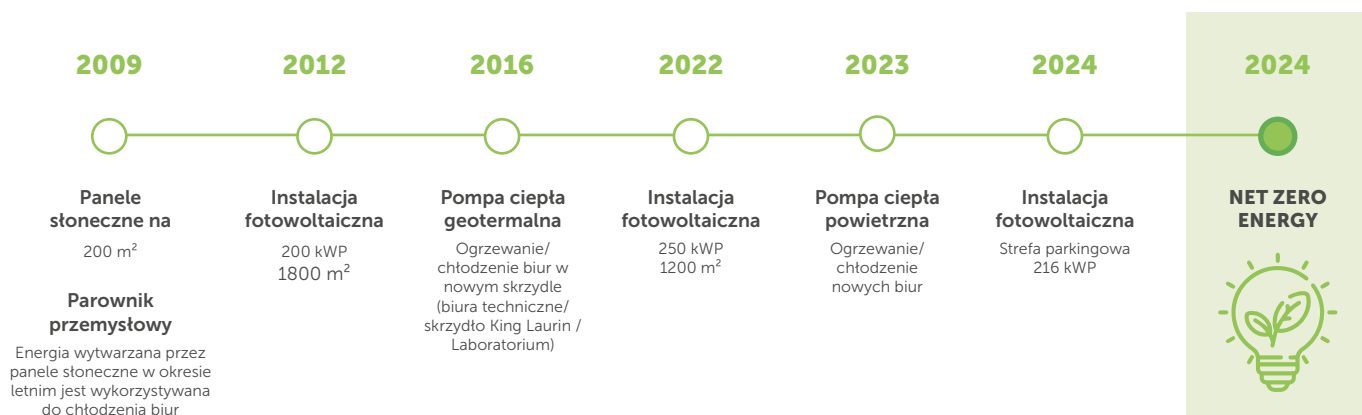 2009
Panele
słoneczne na
200 m²
Parownik
przemysłowy
Energia wytwarzana przez
panele słoneczne w okresie
letnim jest wykorzystywana
do chłodzenia biur
2012
Instalacja
fotowoltaiczna
200 kWP
1800 m²
2016
Pompa ciepła
geotermalna
Ogrzewanie/
chłodzenie biur w
nowym skrzydle
(biura techniczne/
skrzydło King Laurin /
Laboratorium)
2022
Instalacja
fotowoltaiczna
250 kWP
1200 m²
2023
Pompa ciepła
powietrzna
Ogrzewanie/
chłodzenie
nowych biur
2024
Instalacja
fotowoltaiczna
Strefa parkingowa
216 kWP
2024
NET ZERO
ENERGY